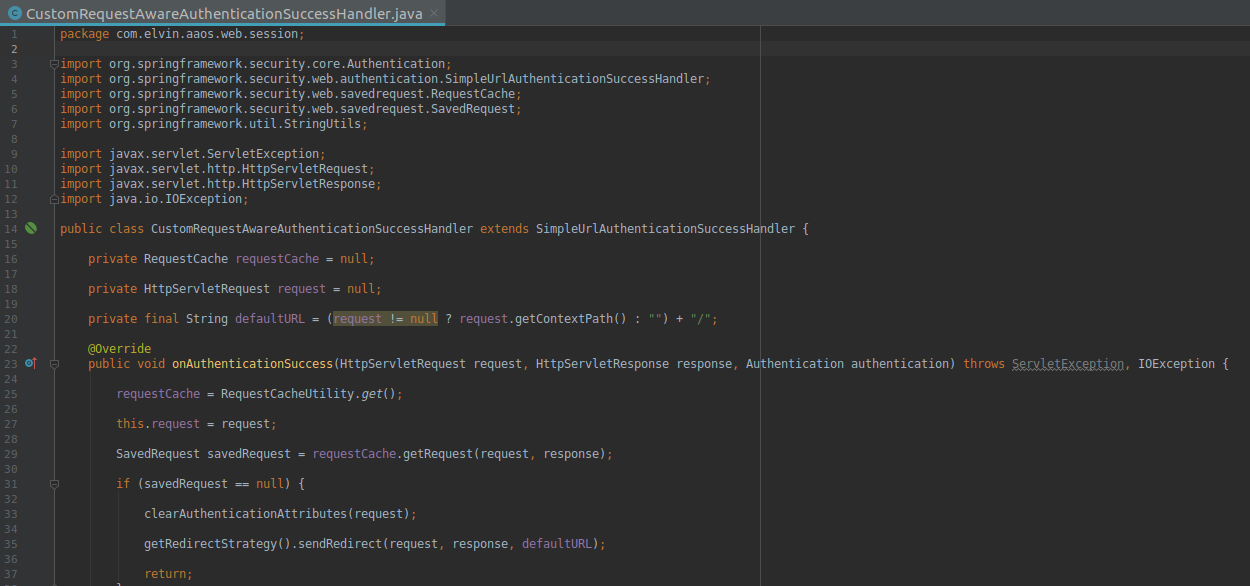 CustomRequestAwareAuthenticationSuccessHandler.java
1 package com.elvin.aaos.web.session;
2
3 import org.springframework.security.core.Authentication;
4 import org.springframework.security.web.authentication.SimpleUrlAuthenticationSuccessHandler;
5 import org.springframework.security.web.savedrequest.RequestCache;
6 import org.springframework.security.web.savedrequest.SavedRequest;
7 import org.springframework.util.StringUtils;
8
9 import javax.servlet.ServletException;
10 import javax.servlet.http.HttpServletRequest;
11 import javax.servlet.http.HttpServletResponse;
12 import java.io.IOException;
13
14 public class CustomRequestAwareAuthenticationSuccessHandler extends SimpleUrlAuthenticationSuccessHandler {
15
16 private RequestCache requestCache = null;
17
18 private HttpServletRequest request = null;
19
20 private final String defaultURL = (request != null ? request.getContextPath() : "") + "/";
21
22 @Override
23 public void onAuthenticationSuccess(HttpServletRequest request, HttpServletResponse response, Authentication authentication) throws ServletException, IOException {
24
25 requestCache = RequestCacheUtility.get();
26
27 this.request = request;
28
29 SavedRequest savedRequest = requestCache.getRequest(request, response);
30
31 if (savedRequest == null) {
32
33 clearAuthenticationAttributes(request);
34
35 getRedirectStrategy().sendRedirect(request, response, defaultURL);
36
37 return;